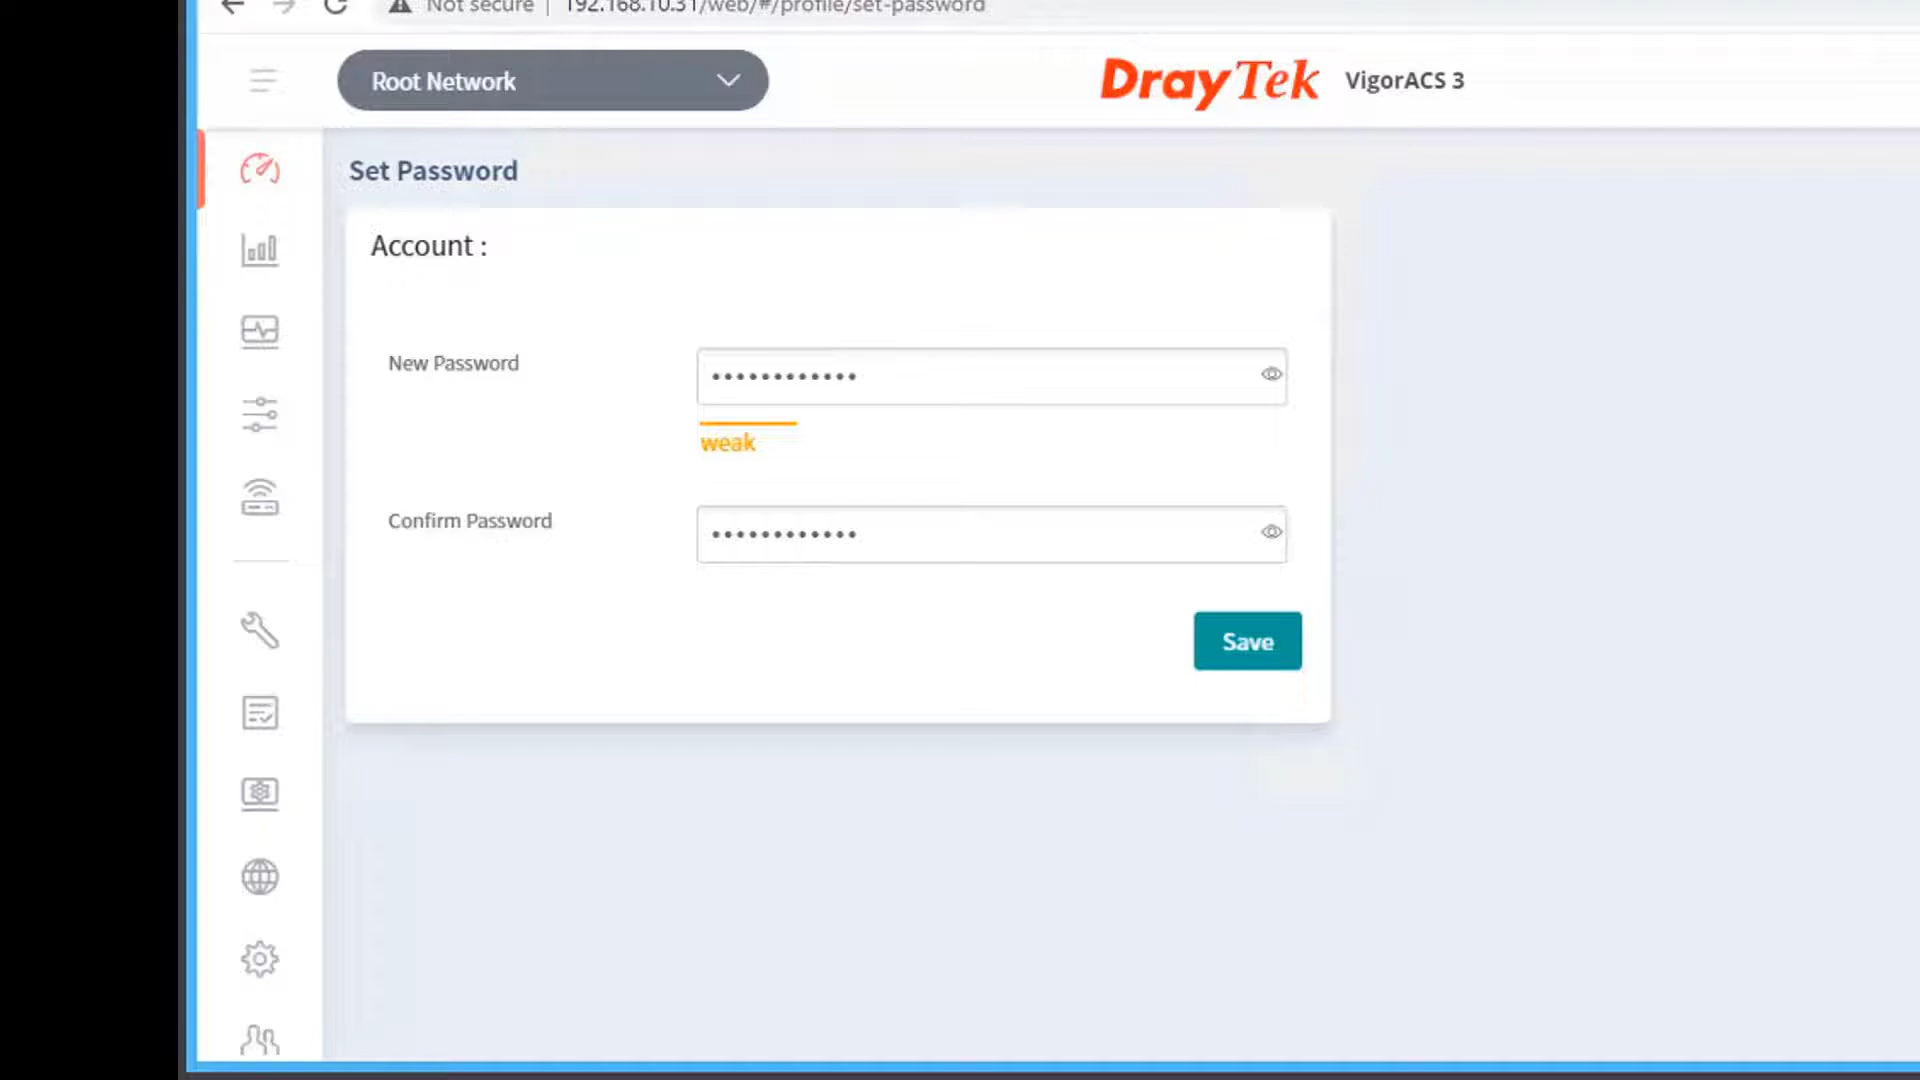 Not secure | 192.168.10.31/web/#/profile/set-password
Root Network
DrayTek VigorACS 3
Set Password
Account :
New Password
••••••••••••
weak
Confirm Password
••••••••••••
Save